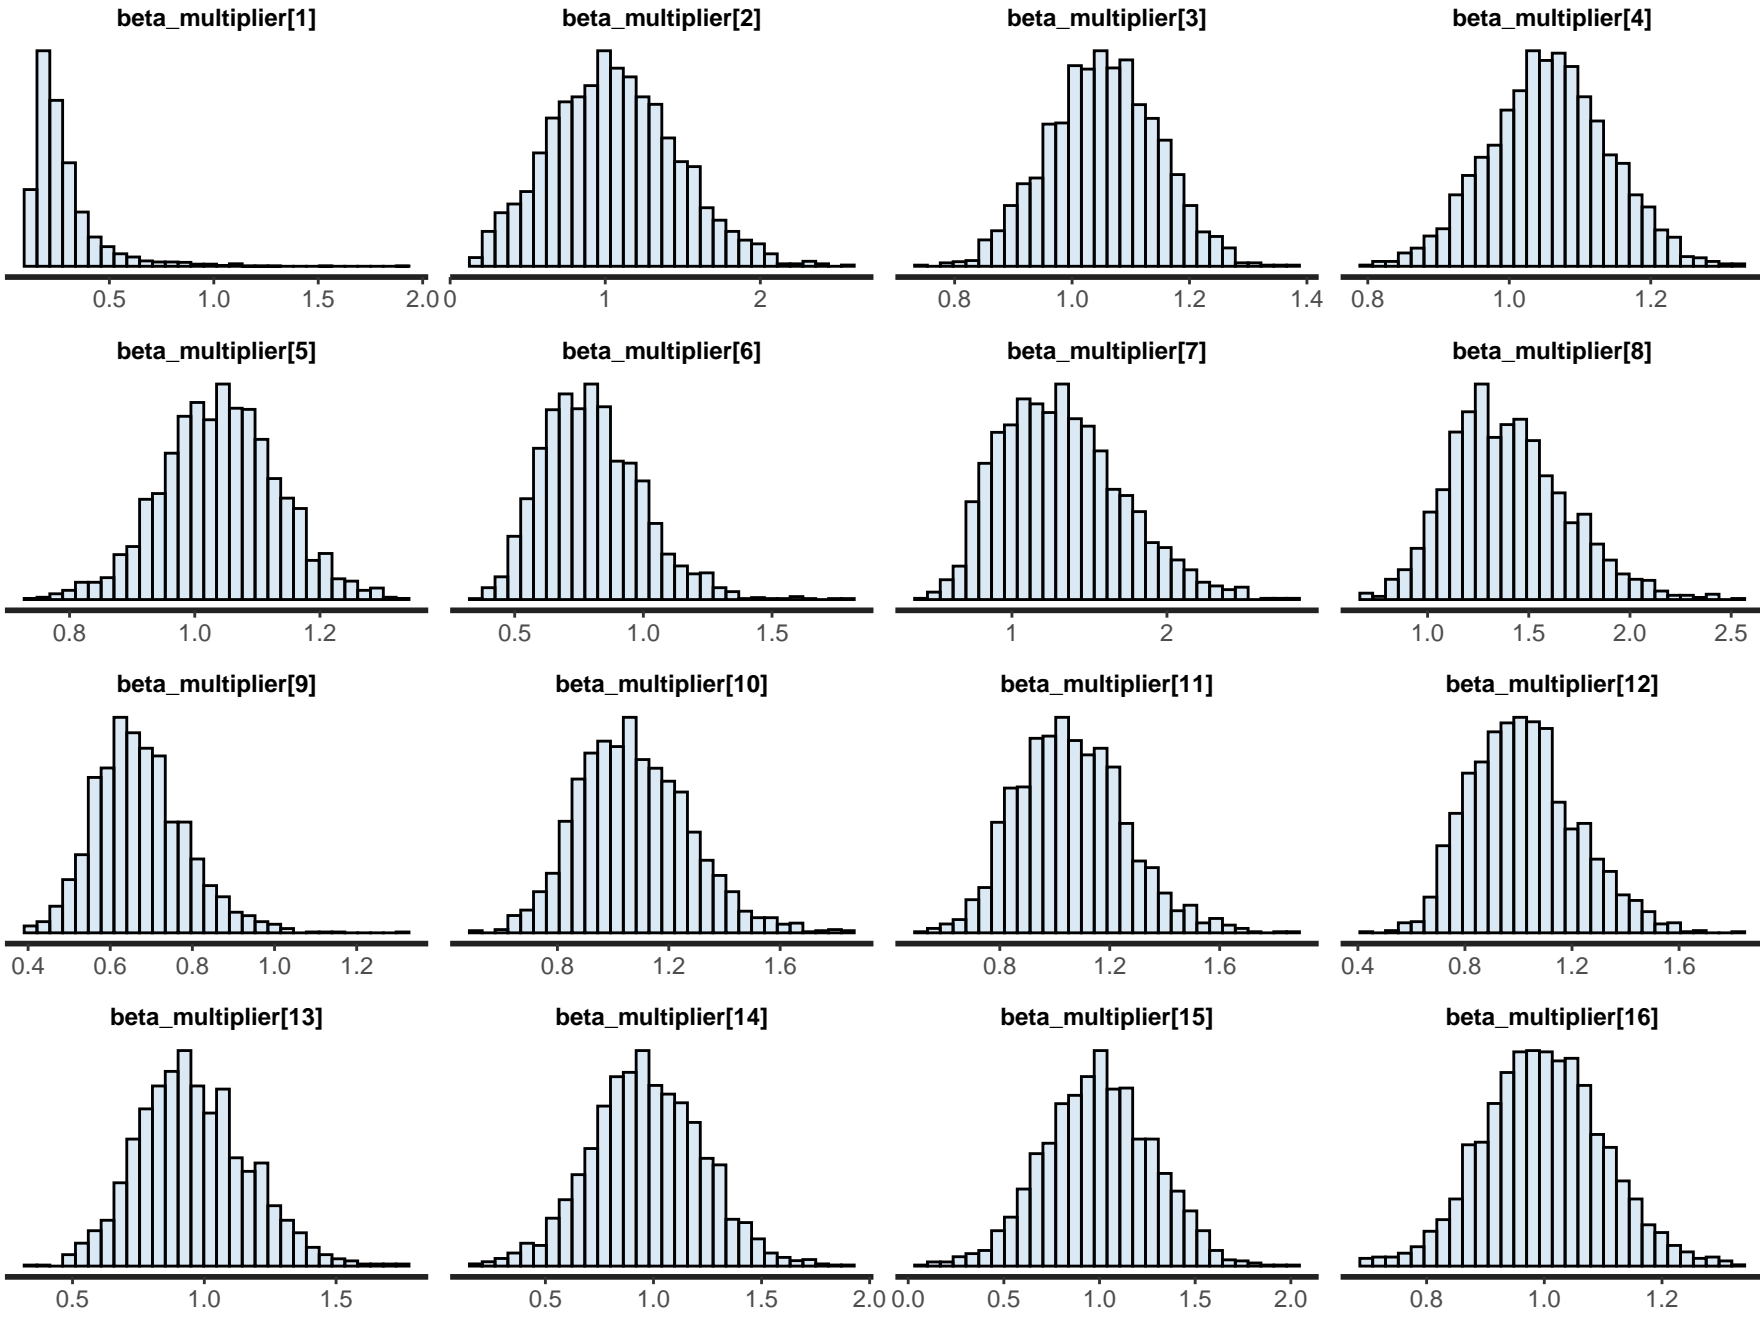 beta_multiplier[1] beta_multiplier[2] beta_multiplier[3] beta_multiplier[4]
0.5 1.0 1.5 2.0 0 1 2 0.8 1.0 1.2 1.4 0.8 1.0 1.2
beta_multiplier[5] beta_multiplier[6] beta_multiplier[7] beta_multiplier[8]
0.8 1.0 1.2 0.5 1.0 1.5 1 2 1.0 1.5 2.0 2.5
beta_multiplier[9] beta_multiplier[10] beta_multiplier[11] beta_multiplier[12]
0.4 0.6 0.8 1.0 1.2 0.8 1.2 1.6 0.8 1.2 1.6 0.4 0.8 1.2 1.6
beta_multiplier[13] beta_multiplier[14] beta_multiplier[15] beta_multiplier[16]
0.5 1.0 1.5 0.5 1.0 1.5 2.0 0.0 0.5 1.0 1.5 2.0 0.8 1.0 1.2